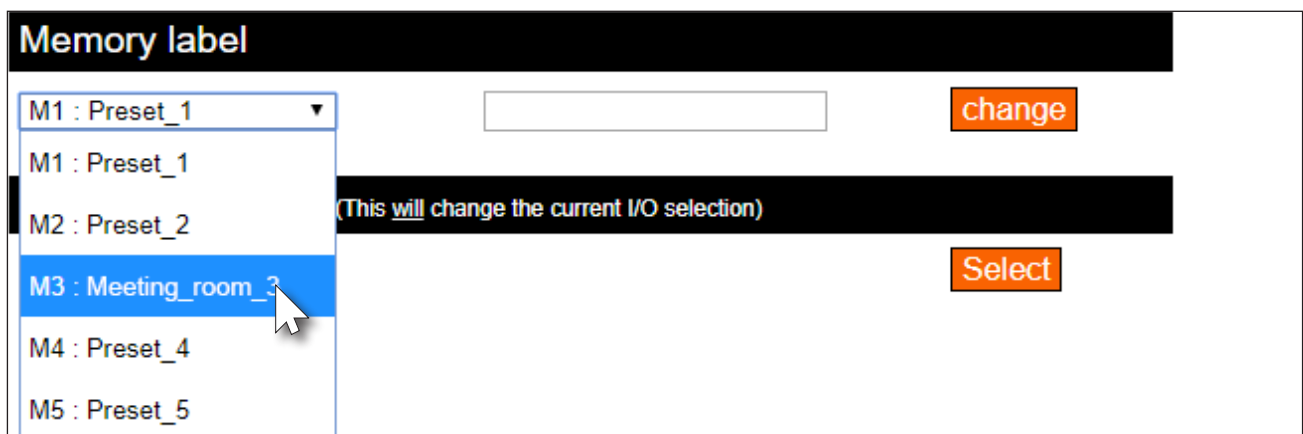 Memory label
M1 : Preset_1
change
M1 : Preset_1
M2 : Preset_2
(This will change the current I/O selection)
M3 : Meeting_room_3
Select
M4 : Preset_4
M5 : Preset_5